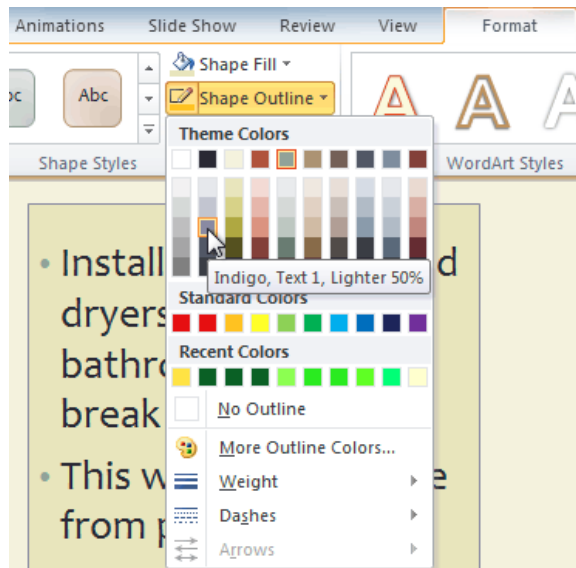 Animations Slide Show Review View Format
Abc Shape Fill
Shape Outline
Shape Styles WordArt Styles
Theme Colors
Indigo, Text 1, Lighter 50%
Standard Colors
Recent Colors
No Outline
More Outline Colors...
Weight
Dashes
Arrows
• Install d
dryers
bathro
break
• This w e
from p